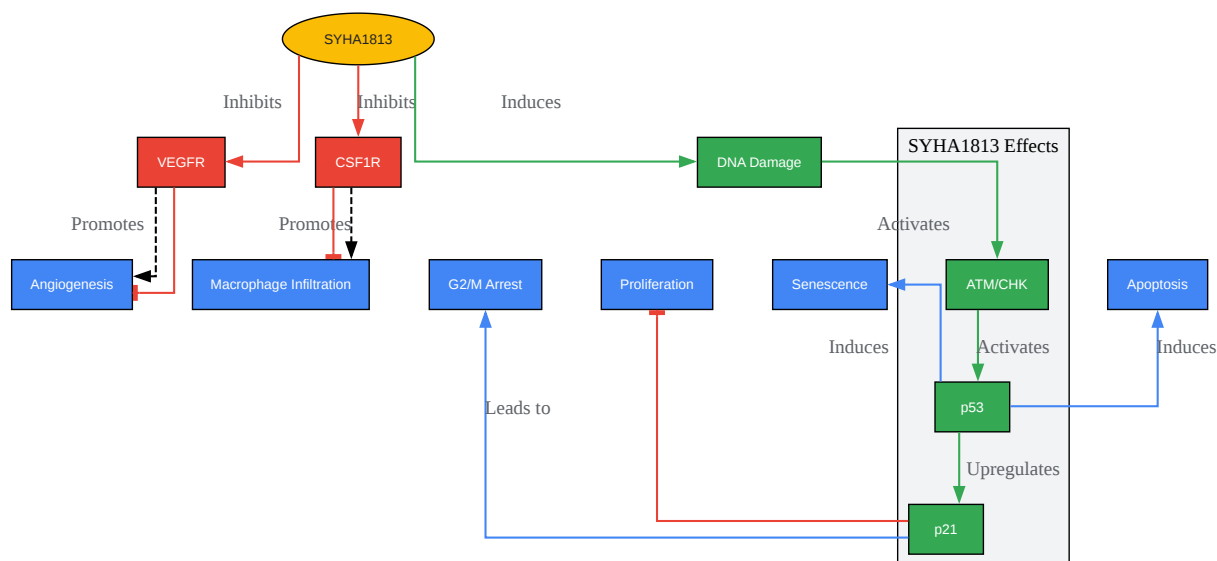 SYHA1813
Inhibits
Inhibits
Induces
SYHA1813 Effects
VEGFR
CSF1R
DNA Damage
Promotes
Promotes
Activates
Angiogenesis
Macrophage Infiltration
G2/M Arrest
Proliferation
Senescence
ATM/CHK
Apoptosis
Induces
Activates
Induces
Leads to
p53
Upregulates
p21